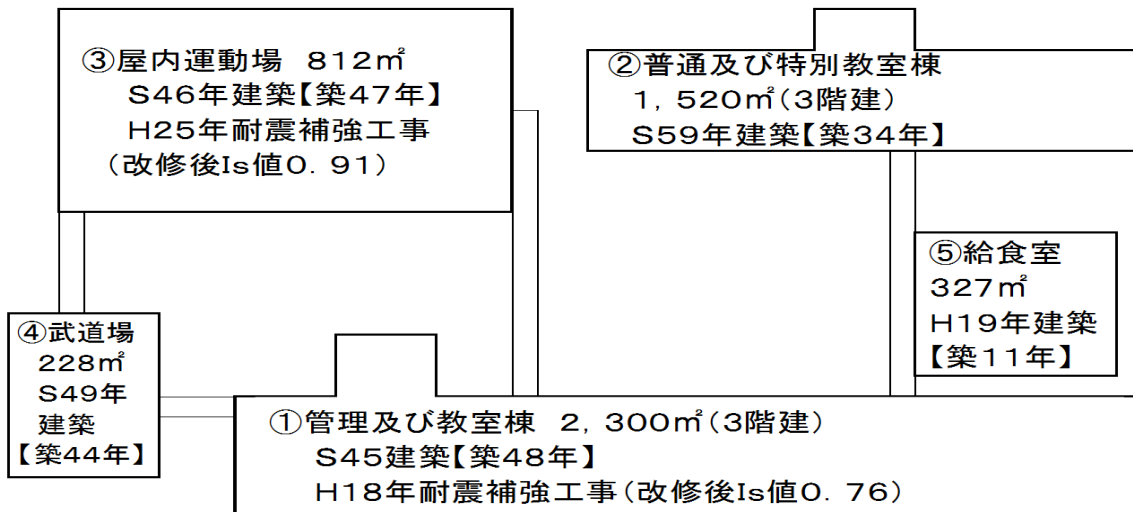 ③屋内運動場 812㎡
S46年建築【築47年】
H25年耐震補強工事
(改修後Is値0.91)
②普通及び特別教室棟
1,520㎡(3階建)
S59年建築【築34年】
⑤給食室
327㎡
H19年建築
【築11年】
④武道場
228㎡
S49年
建築
【築44年】
①管理及び教室棟 2,300㎡(3階建)
S45建築【築48年】
H18年耐震補強工事(改修後Is値0.76)